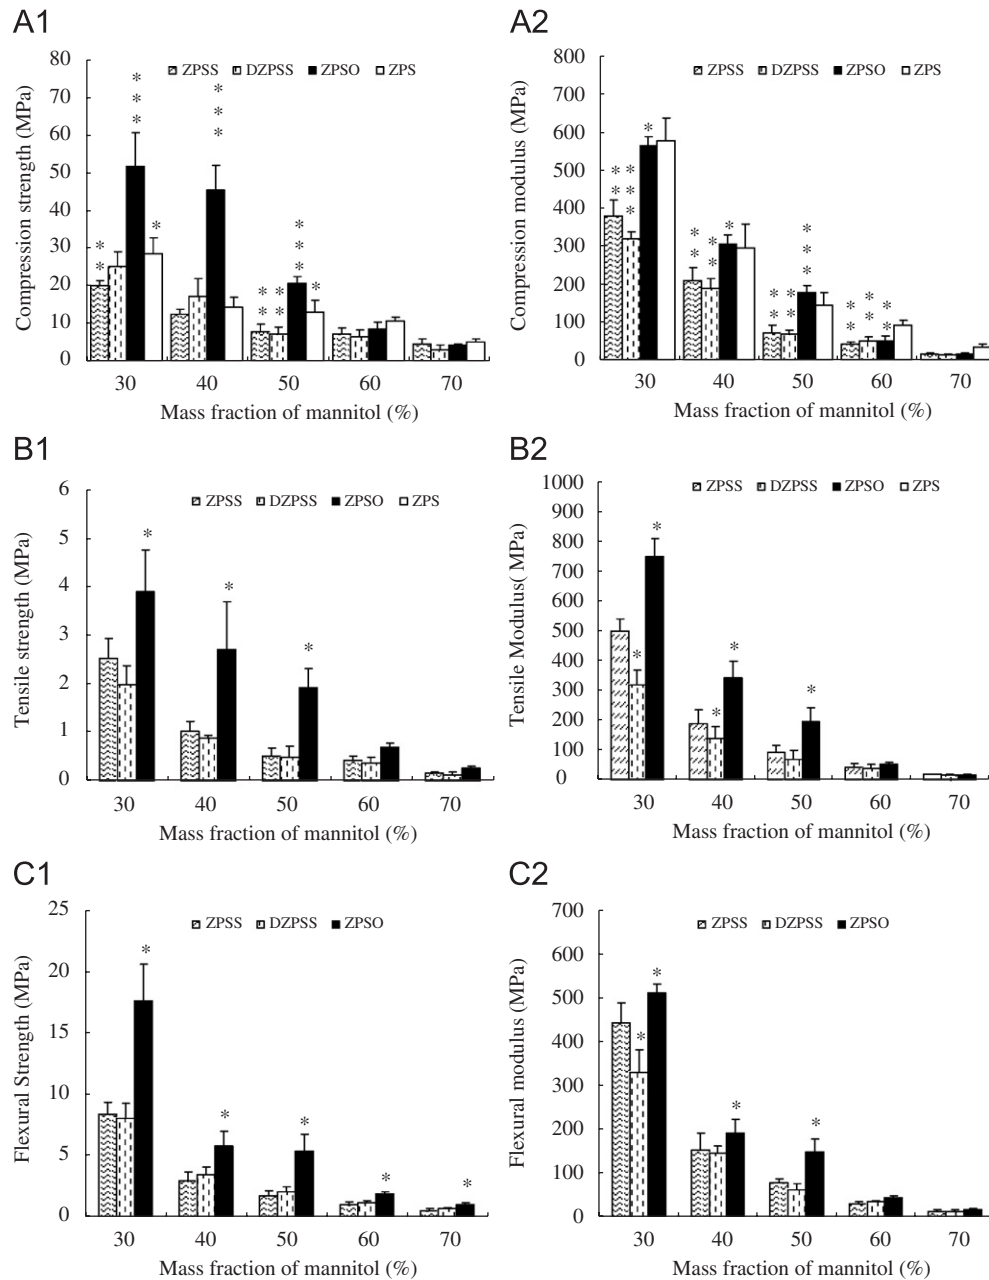 A1
80
70
60
50
40
30
20
10
0
Compression strength (MPa)
ZPSS DZPSS ZPSO ZPS
* * *
* * *
* *
*
* *
* *
* * *
*
30 40 50 60 70
Mass fraction of mannitol (%)
A2
800
700
600
500
400
300
200
100
0
Compression modulus (MPa)
ZPSS DZPSS ZPSO ZPS
* *
* * *
*
* *
* *
*
* *
* *
* * *
* *
* *
* *
30 40 50 60 70
Mass fraction of mannitol (%)
B1
6
5
4
3
2
1
0
Tensile strength (MPa)
ZPSS DZPSS ZPSO ZPS
*
*
*
30 40 50 60 70
Mass fraction of mannitol (%)
B2
1000
900
800
700
600
500
400
300
200
100
0
Tensile Modulus( MPa)
ZPSS DZPSS ZPSO ZPS
*
*
*
*
*
30 40 50 60 70
Mass fraction of mannitol (%)
C1
25
20
15
10
5
0
Flexural Strength (MPa)
ZPSS DZPSS ZPSO
*
*
*
*
*
30 40 50 60 70
Mass fraction of mannitol (%)
C2
700
600
500
400
300
200
100
0
Flexural modulus (MPa)
ZPSS DZPSS ZPSO
*
*
*
*
30 40 50 60 70
Mass fraction of mannitol (%)